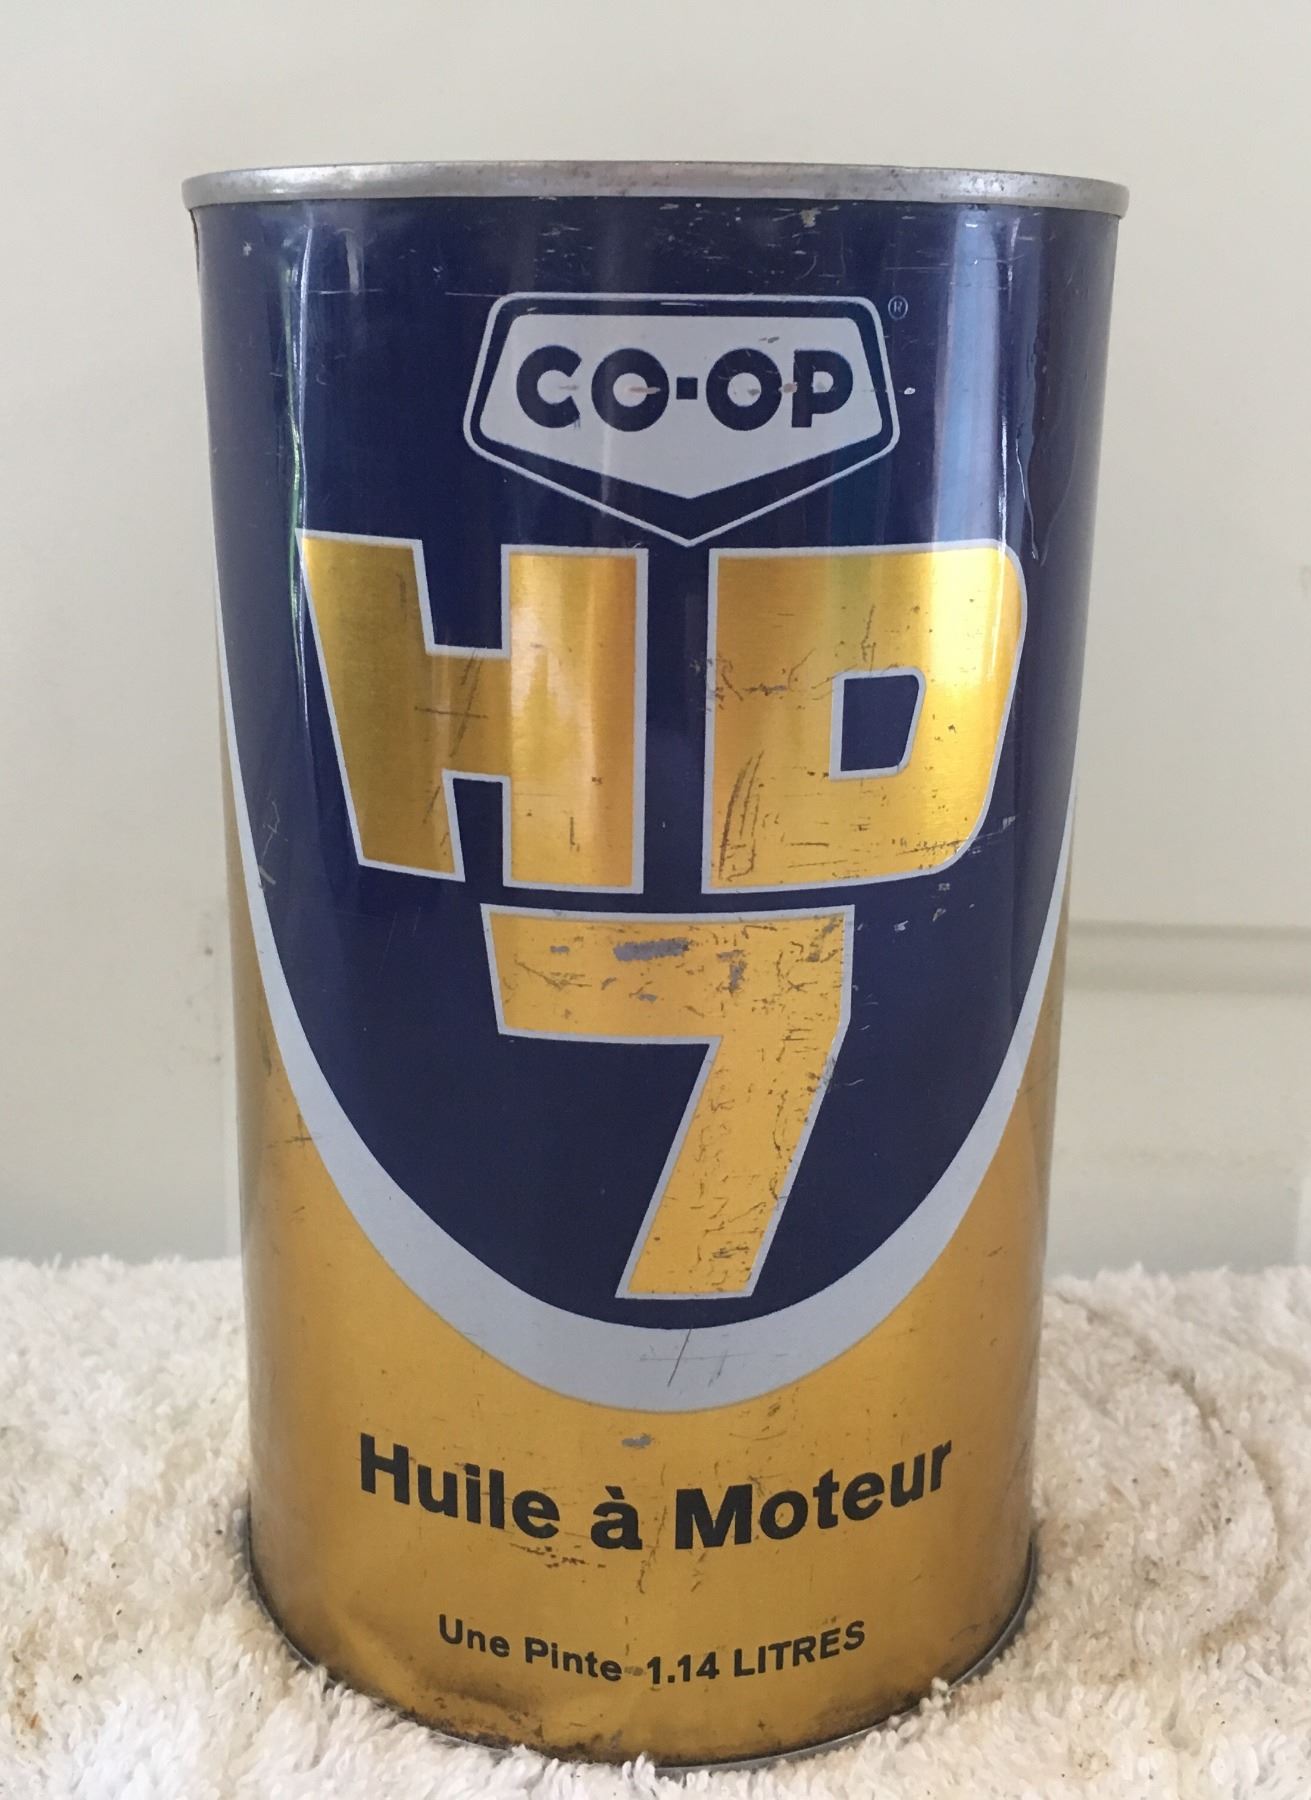 CO-OP ®
HD
7
Huile à Moteur
Une Pinte 1.14 LITRES